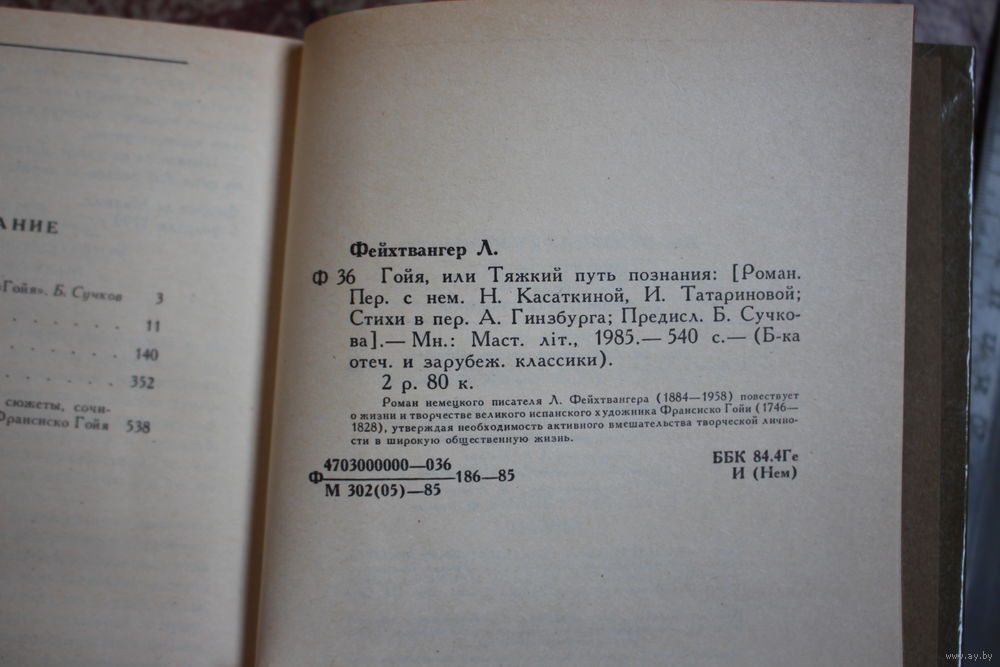 АНИЕ
«Гойя». Б. Сучков 3
11
140
352
сюжеты, сочи-
Франсиско Гойя 538
Фейхтвангер Л.
Ф 36 Гойя, или Тяжкий путь познания: [Роман.
Пер. с нем. Н. Касаткиной, И. Татариновой;
Стихи в пер. А. Гинзбурга; Предисл. Б. Сучко-
ва].— Мн.: Маст. літ., 1985.— 540 с.— (Б-ка
отеч. и зарубеж. классики).
2 р. 80 к.
Роман немецкого писателя Л. Фейхтвангера (1884—1958) повествует
о жизни и творчестве великого испанского художника Франсиско Гойи (1746—
1828), утверждая необходимость активного вмешательства творческой лично-
сти в широкую общественную жизнь.
4703000000—036
Ф 186—85
М 302(05)—85
ББК 84.4Ге
И (Нем)
www.ay.by